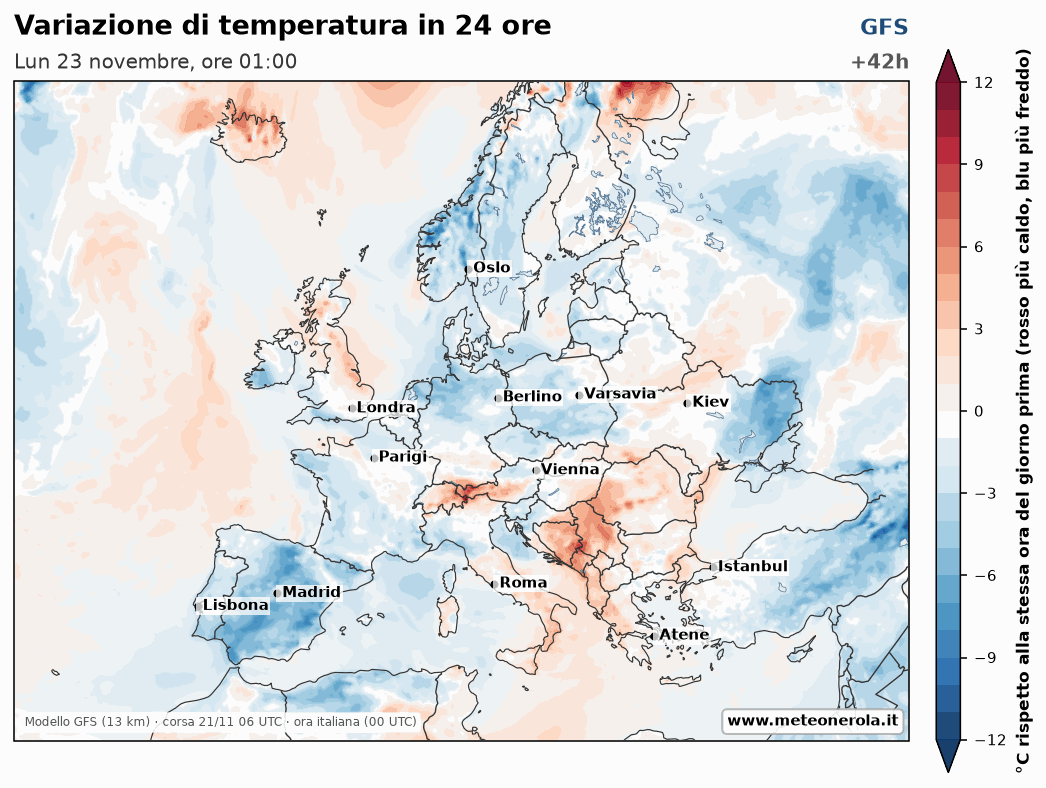 Variazione di temperatura in 24 ore
GFS
Lun 23 novembre, ore 01:00
+42h
Oslo
Londra
Berlino
Varsavia
Kiev
Parigi
Vienna
Madrid
Lisbona
Roma
Istanbul
Atene
Modello GFS (13 km) · corsa 21/11 06 UTC · ora italiana (00 UTC)
www.meteonerola.it
12
9
6
3
0
−3
−6
−9
−12
°C rispetto alla stessa ora del giorno prima (rosso più caldo, blu più freddo)